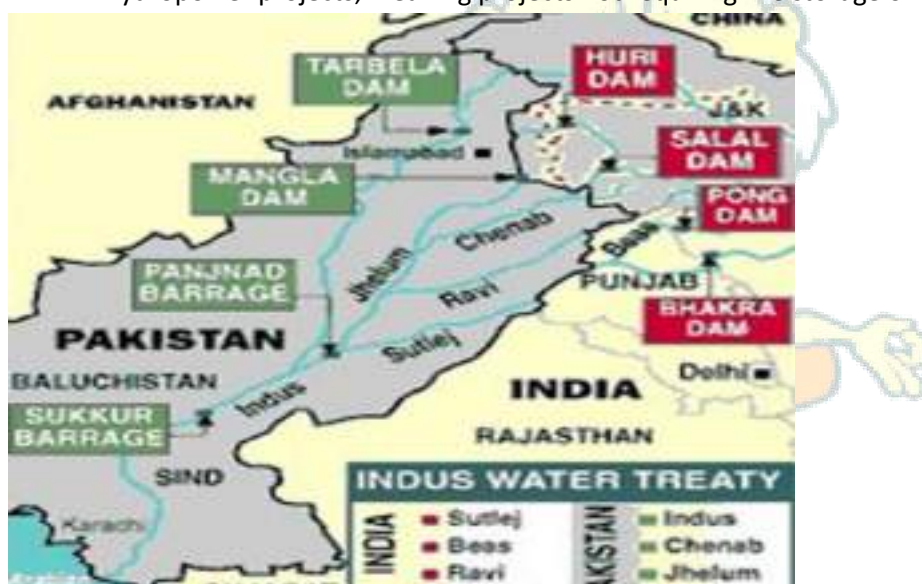 CHINA
HURI
DAM
TARBELA
DAM
AFGHANISTAN
J&K
SALAL
DAM
Islamabad
MANGLA
DAM
PONG
DAM
Chenab
Beas
Jhelum
PANJNAD
BARRAGE
PUNJAB
Ravi
BHAKRA
DAM
PAKISTAN
Sutlej
Delhi
BALUCHISTAN
INDIA
Indus
SUKKUR
BARRAGE
RAJASTHAN
SIND
INDUS WATER TREATY
Karachi
INDIA
Sutlej
Beas
Ravi
Indus
Chenab
Jhelum